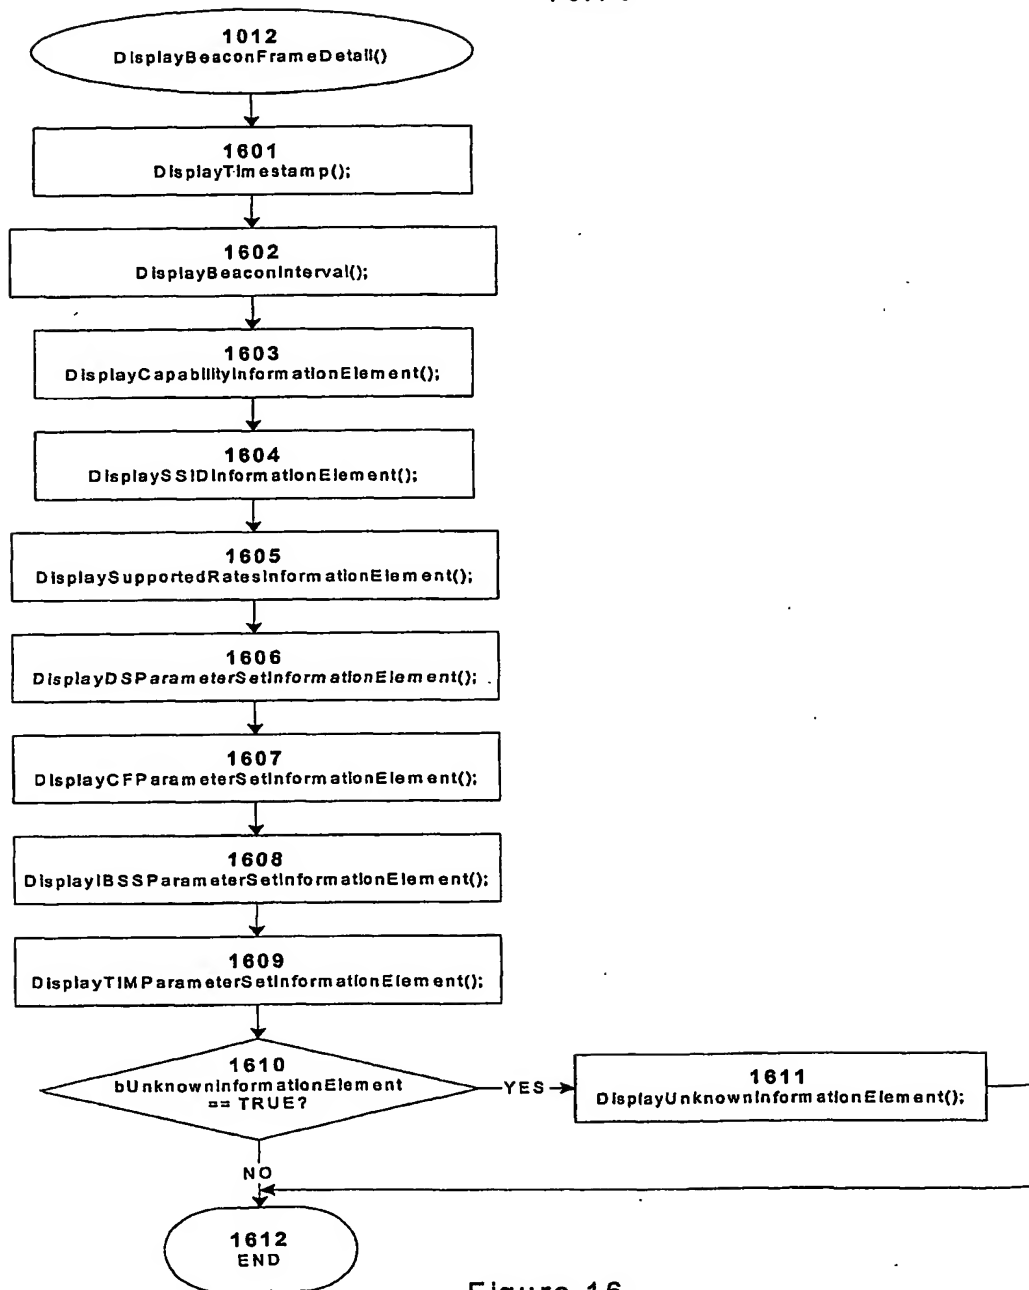 1012
DisplayBeaconFrameDetail()
1601
DisplayTimestamp();
1602
DisplayBeaconInterval();
1603
DisplayCapabilityInformationElement();
1604
DisplaySSIDInformationElement();
1605
DisplaySupportedRatesInformationElement();
1606
DisplayDSParameterSetInformationElement();
1607
DisplayCFParameterSetInformationElement();
1608
DisplayIBSSParameterSetInformationElement();
1609
DisplayTIMParameterSetInformationElement();
1610
bUnknownInformationElement
== TRUE?
YES
1611
DisplayUnknownInformationElement();
NO
1612
END
Figure 16